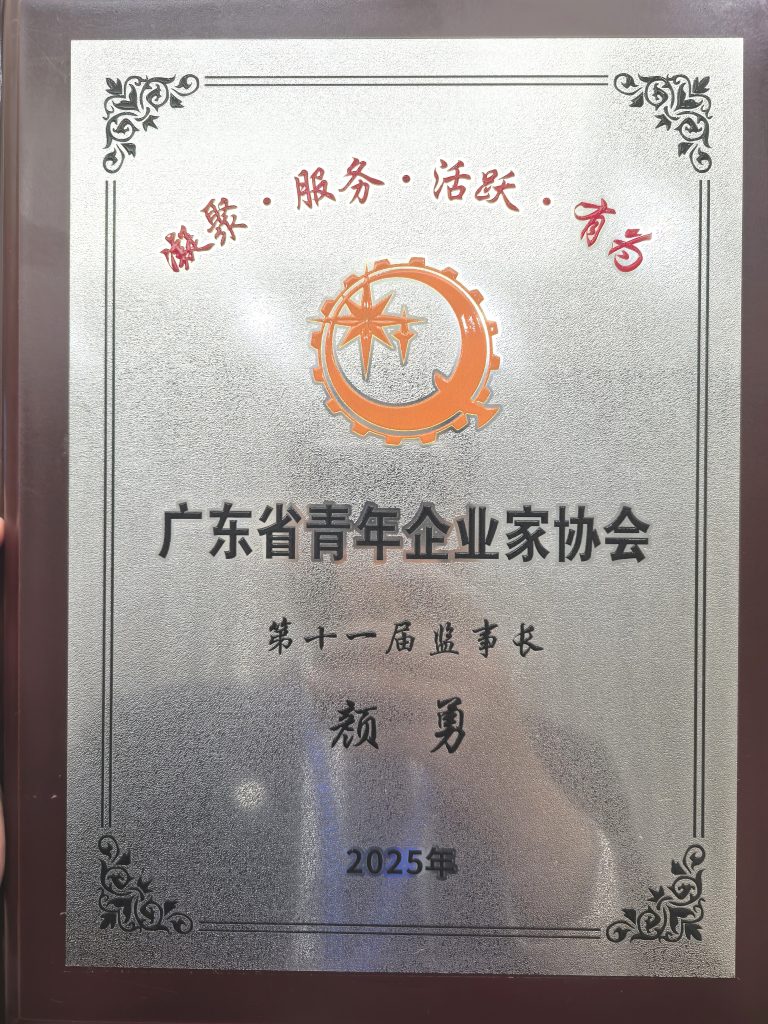 凝聚·服务·活跃·有为
广东省青年企业家协会
第十一届监事长
颜勇
2025年